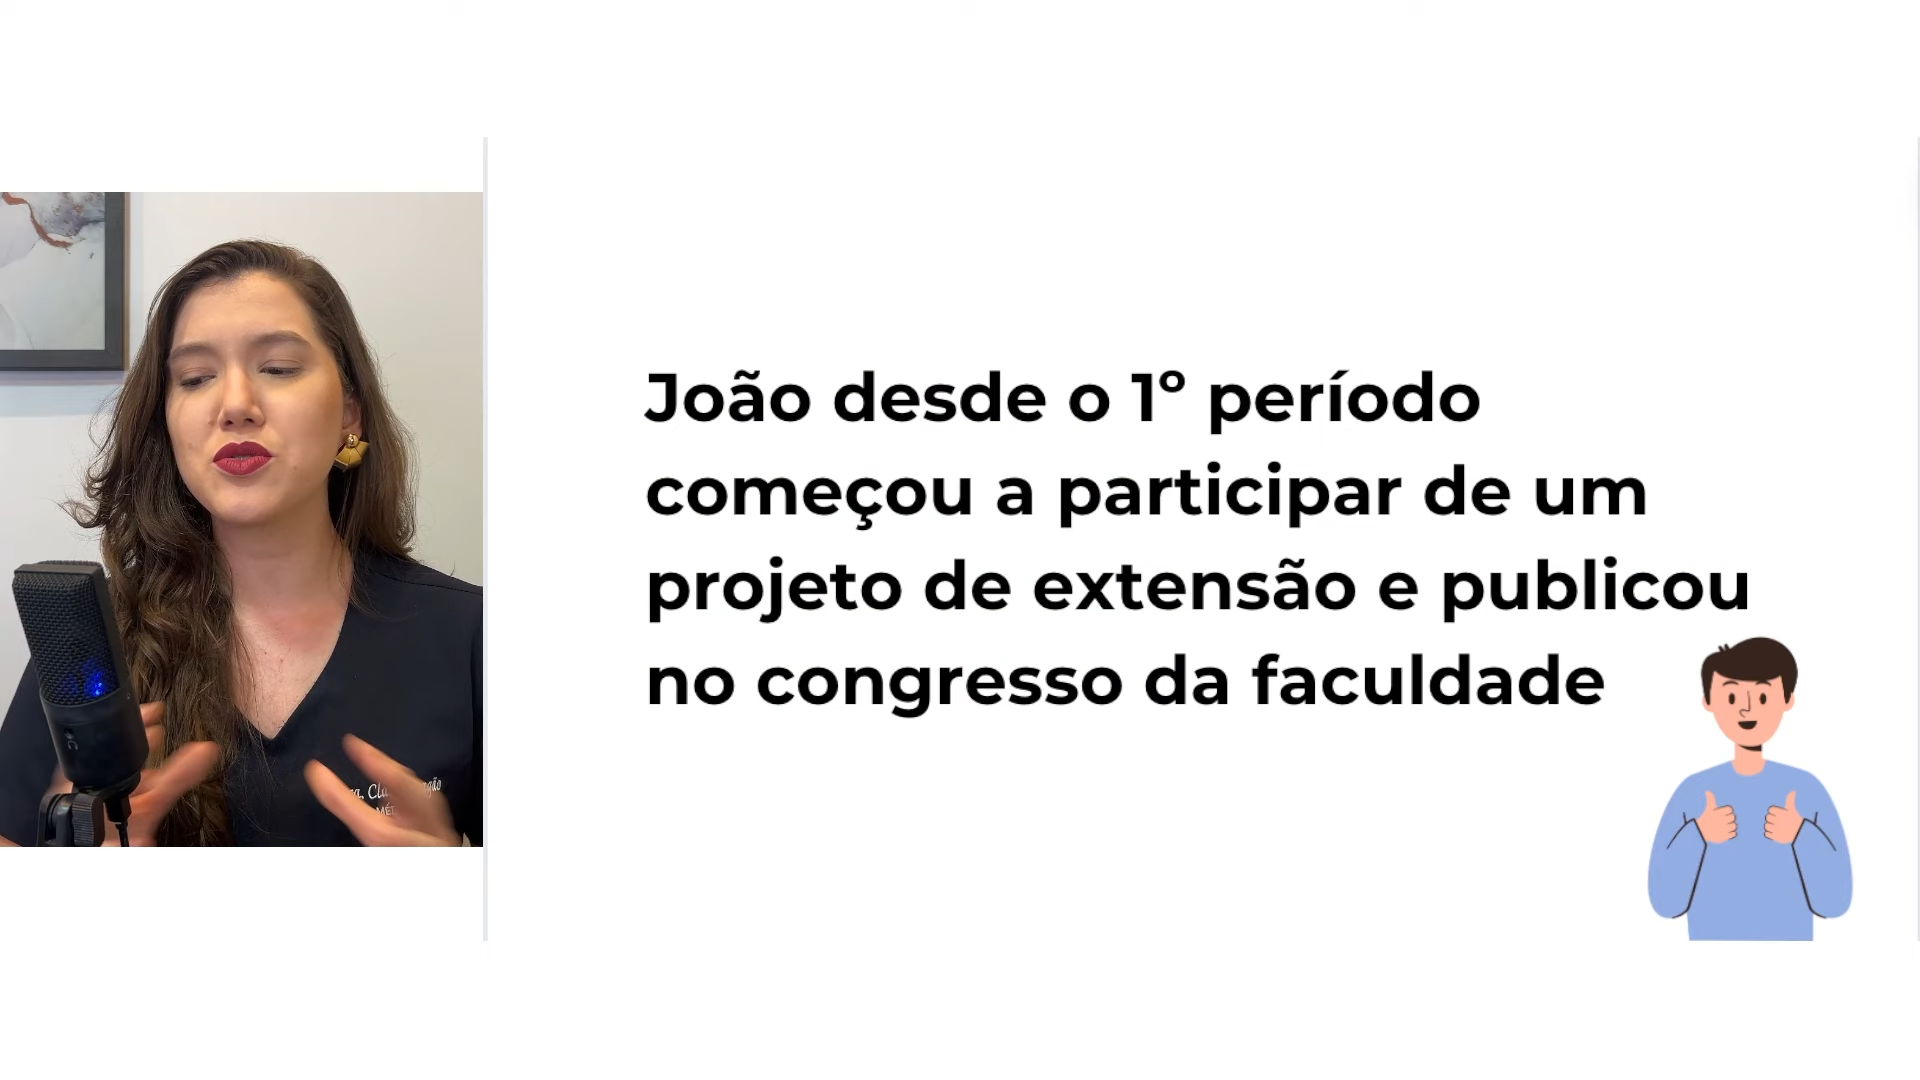 João desde o 1º período
começou a participar de um
projeto de extensão e publicou
no congresso da faculdade